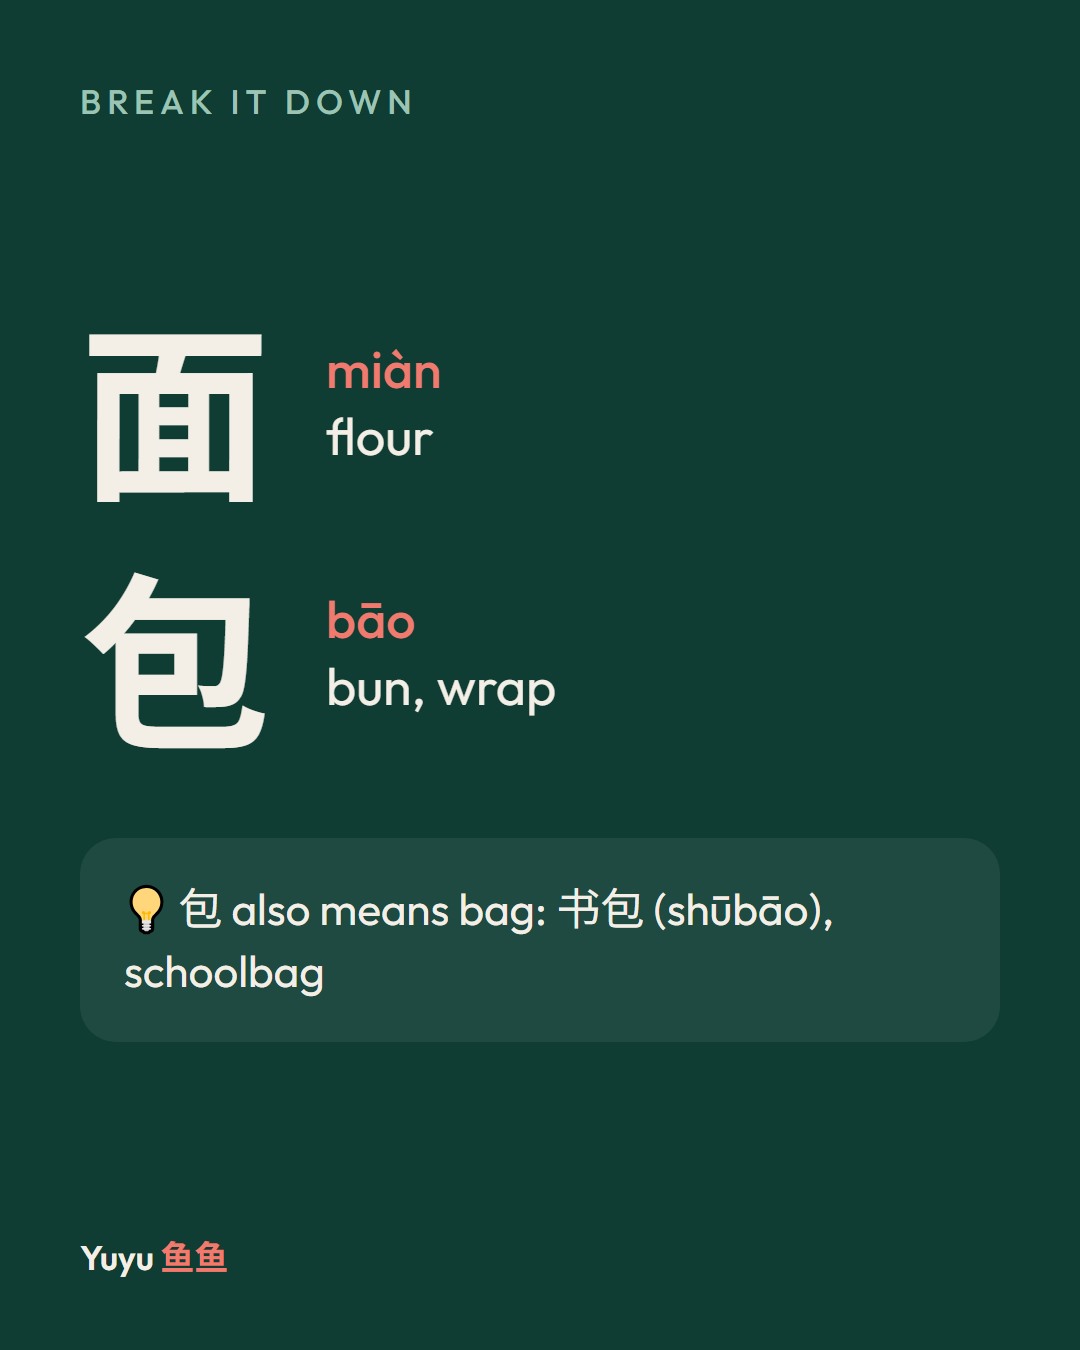 BREAK IT DOWN
面
miàn
flour
包
bāo
bun, wrap
💡 包 also means bag: 书包 (shūbāo),
schoolbag
Yuyu 鱼鱼